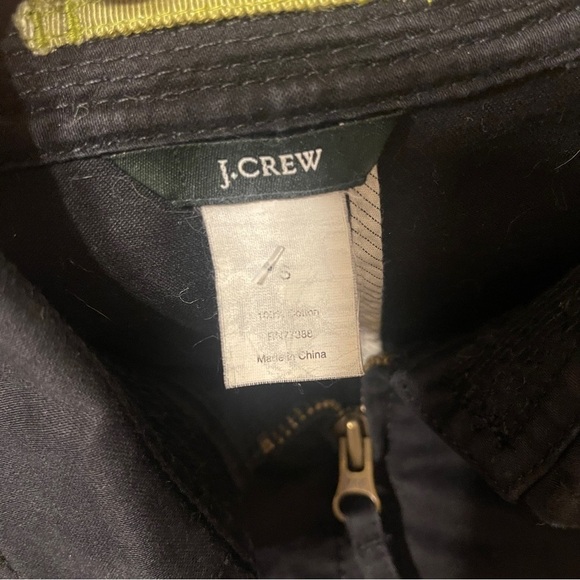 J.CREW
S
100% Cotton
RN77388
Made in China